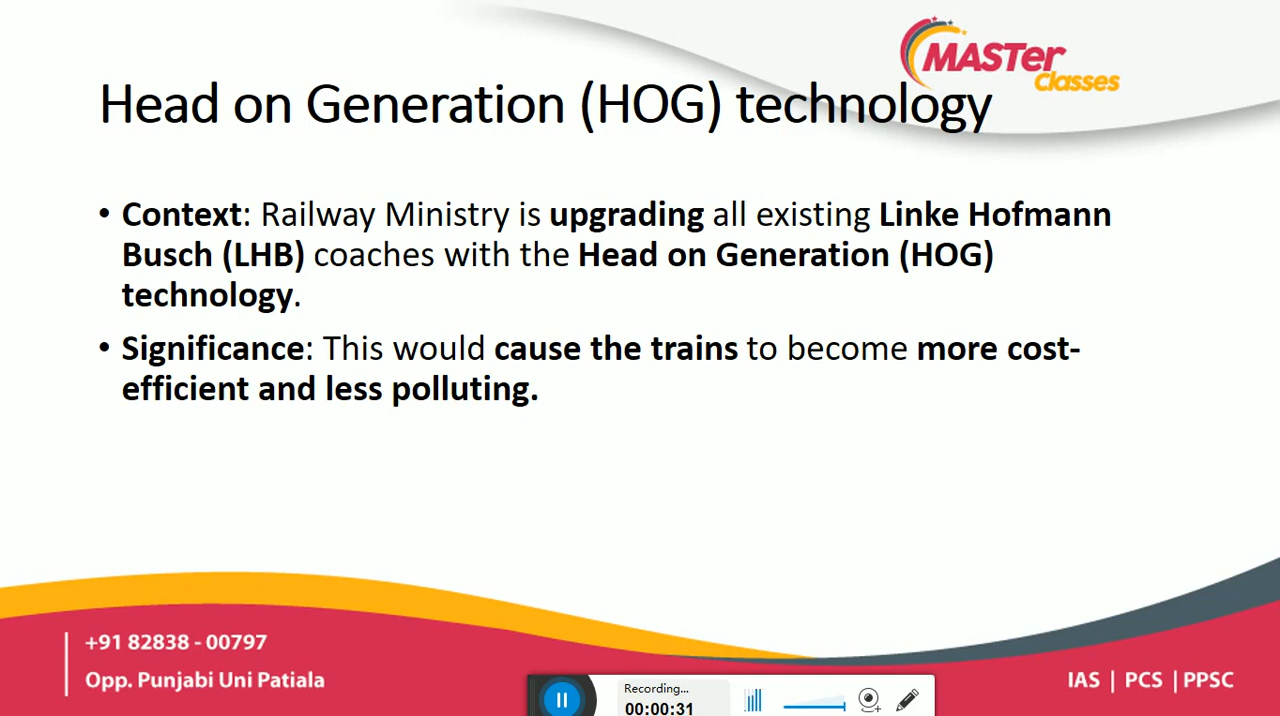 MASTer
Classes
Head on Generation (HOG) technology
• Context: Railway Ministry is upgrading all existing Linke Hofmann
Busch (LHB) coaches with the Head on Generation (HOG)
technology.
• Significance: This would cause the trains to become more cost-
efficient and less polluting.
+91 82838 - 00797
Opp. Punjabi Uni Patiala
IAS | PCS | PPSC
Recording...
00:00:31